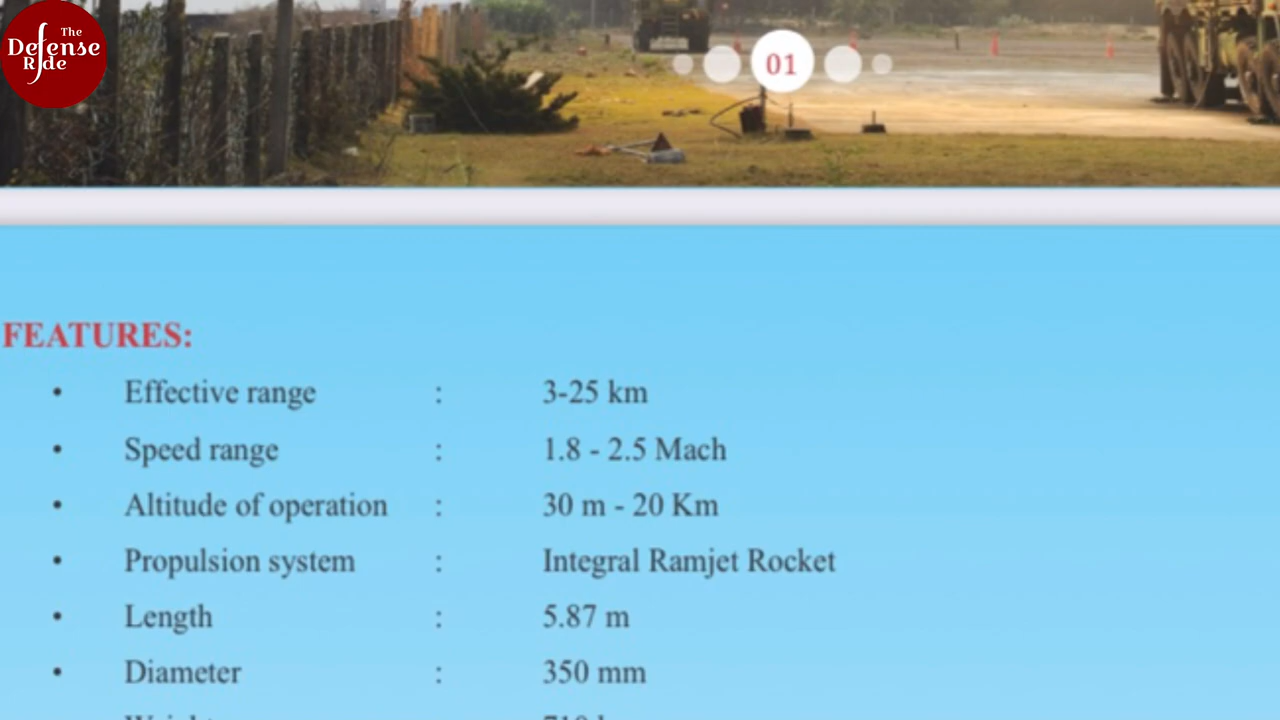 The
Defense
Ride
01
FEATURES:
• Effective range : 3-25 km
• Speed range : 1.8 - 2.5 Mach
• Altitude of operation : 30 m - 20 Km
• Propulsion system : Integral Ramjet Rocket
• Length : 5.87 m
• Diameter : 350 mm